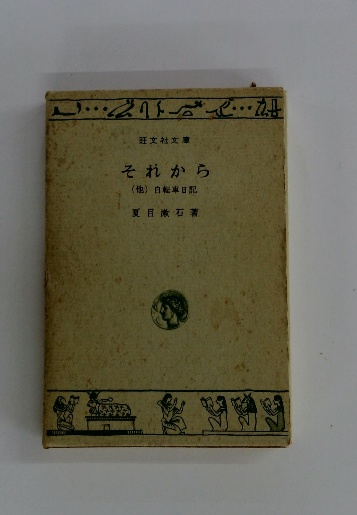 旺文社文庫
それから
(他) 自転車日記
夏目漱石著